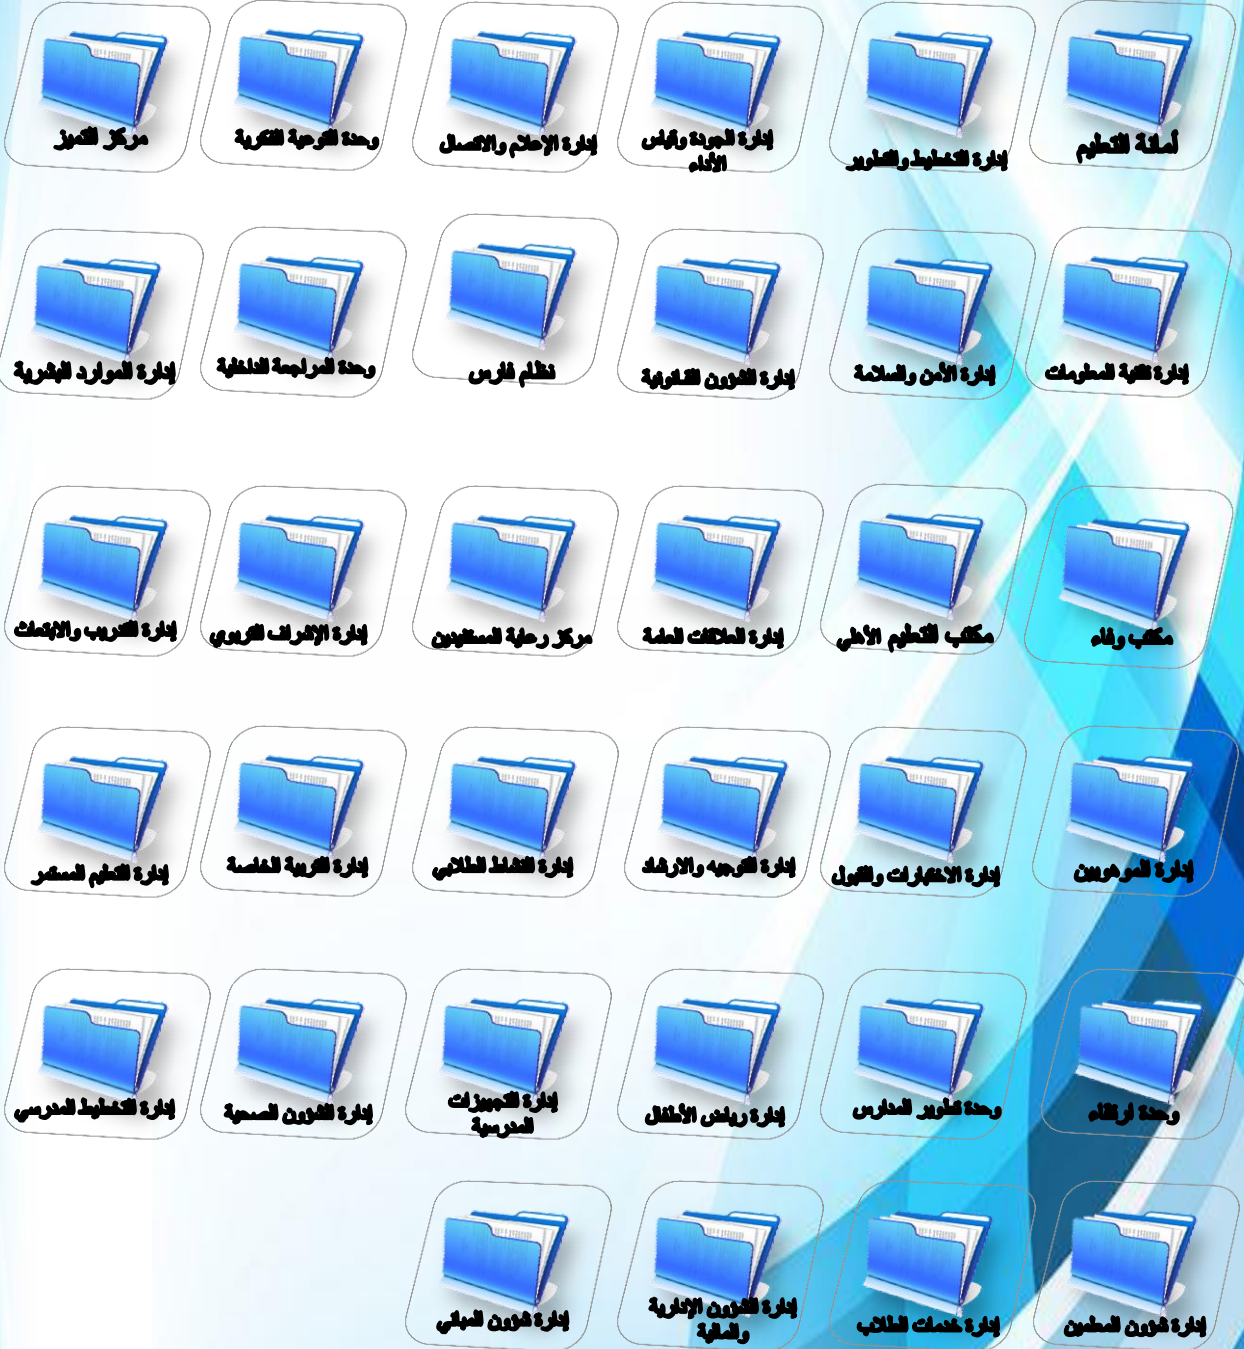 أمانة التعليم
إدارة التخطيط والتطوير
إدارة الجودة وقياس
الأداء
إدارة الإعلام والاتصال
وحدة التوعية الفكرية
مركز التميز
إدارة تقنية المعلومات
إدارة الأمن والسلامة
إدارة الشؤون القانونية
نظام فارس
وحدة المراجعة الداخلية
إدارة الموارد البشرية
مكتب وفاء
مكتب التعليم الأهلي
إدارة العلاقات العامة
مركز رعاية المستفيدين
إدارة الإشراف التربوي
إدارة التدريب والابتعاث
إدارة الموهوبين
إدارة الاختبارات والقبول
إدارة التوجيه والارشاد
إدارة النشاط الطلابي
إدارة التربية الخاصة
إدارة التعليم المستمر
وحدة ارتقاء
وحدة تطوير المدارس
إدارة رياض الأطفال
إدارة التجهيزات
المدرسية
إدارة الشؤون الصحية
إدارة التخطيط المدرسي
إدارة شؤون المعلمين
إدارة خدمات الطلاب
إدارة الشؤون الإدارية
والمالية
إدارة شؤون المباني